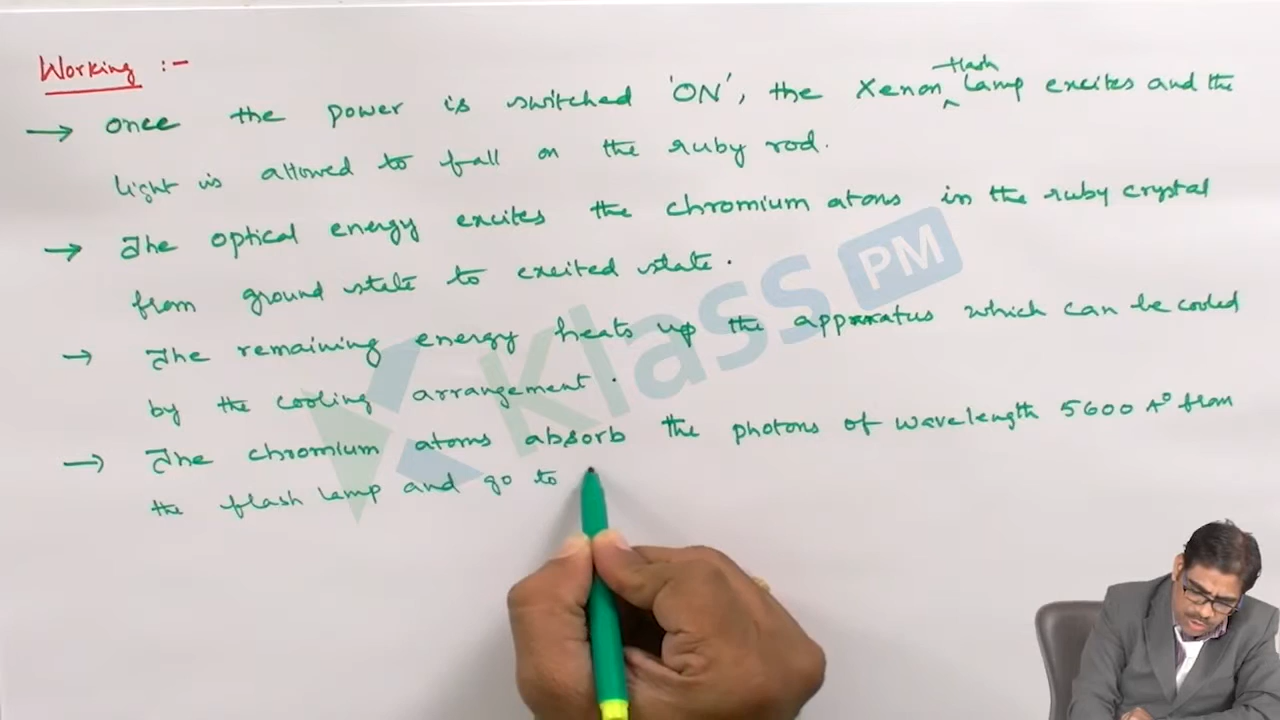 Working :-
→ Once the power is switched 'ON', the Xenon flash lamp excites and the
light is allowed to fall on the ruby rod.
→ The optical energy excites the chromium atoms in the ruby crystal
from ground state to excited state.
→ The remaining energy heats up the apparatus which can be cooled
by the cooling arrangement.
→ The chromium atoms absorb the photons of wavelength 5600 A° from
the flash lamp and go to
Klass PM